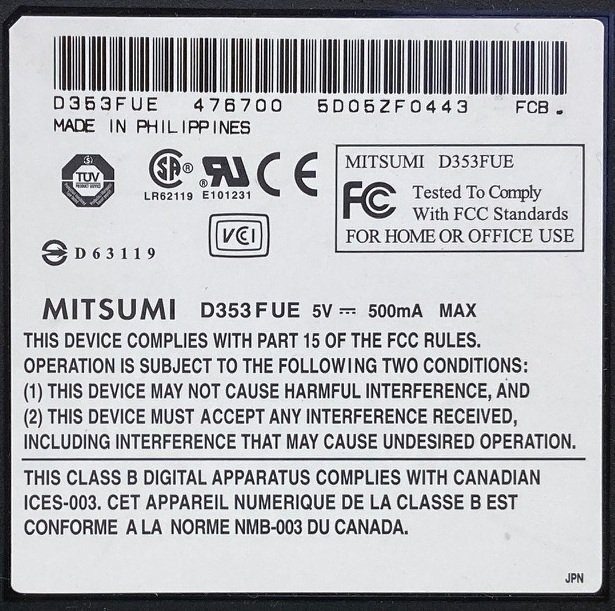 D353FUE 476700 5D05ZF0443 FCB.
MADE IN PHILIPPINES
TÜV
PRODUCT SERVICE
SA ®
LR62119
®
E101231
CE
MITSUMI D353FUE
FC
Tested To Comply
With FCC Standards
FOR HOME OR OFFICE USE
VCI
D63119
MITSUMI D353FUE 5V 500mA MAX
THIS DEVICE COMPLIES WITH PART 15 OF THE FCC RULES.
OPERATION IS SUBJECT TO THE FOLLOWING TWO CONDITIONS:
(1) THIS DEVICE MAY NOT CAUSE HARMFUL INTERFERENCE, AND
(2) THIS DEVICE MUST ACCEPT ANY INTERFERENCE RECEIVED,
INCLUDING INTERFERENCE THAT MAY CAUSE UNDESIRED OPERATION.
THIS CLASS B DIGITAL APPARATUS COMPLIES WITH CANADIAN
ICES-003. CET APPAREIL NUMERIQUE DE LA CLASSE B EST
CONFORME A LA NORME NMB-003 DU CANADA.
JPN